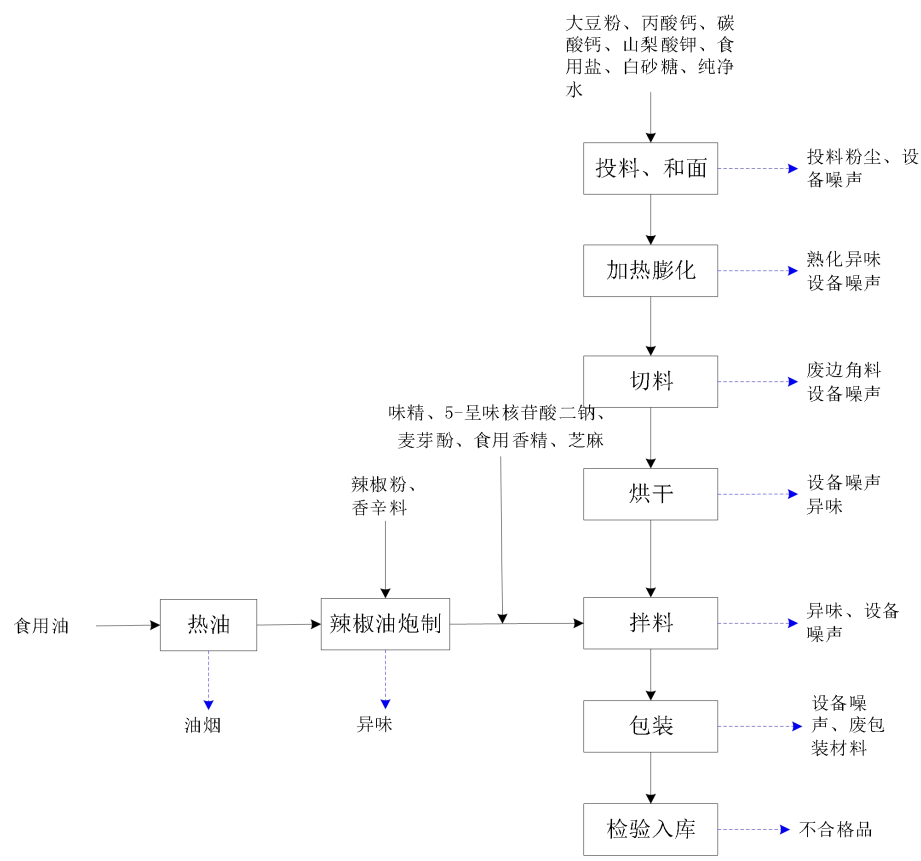 大豆粉、丙酸钙、碳
酸钙、山梨酸钾、食
用盐、白砂糖、纯净
水
投料、和面
投料粉尘、设
备噪声
加热膨化
熟化异味
设备噪声
切料
废边角料
设备噪声
味精、5-呈味核苷酸二钠、
麦芽酚、食用香精、芝麻
辣椒粉、
香辛料
烘干
设备噪声
异味
食用油
热油
辣椒油炮制
拌料
异味、设备
噪声
油烟
异味
包装
设备噪
声、废包
装材料
检验入库
不合格品